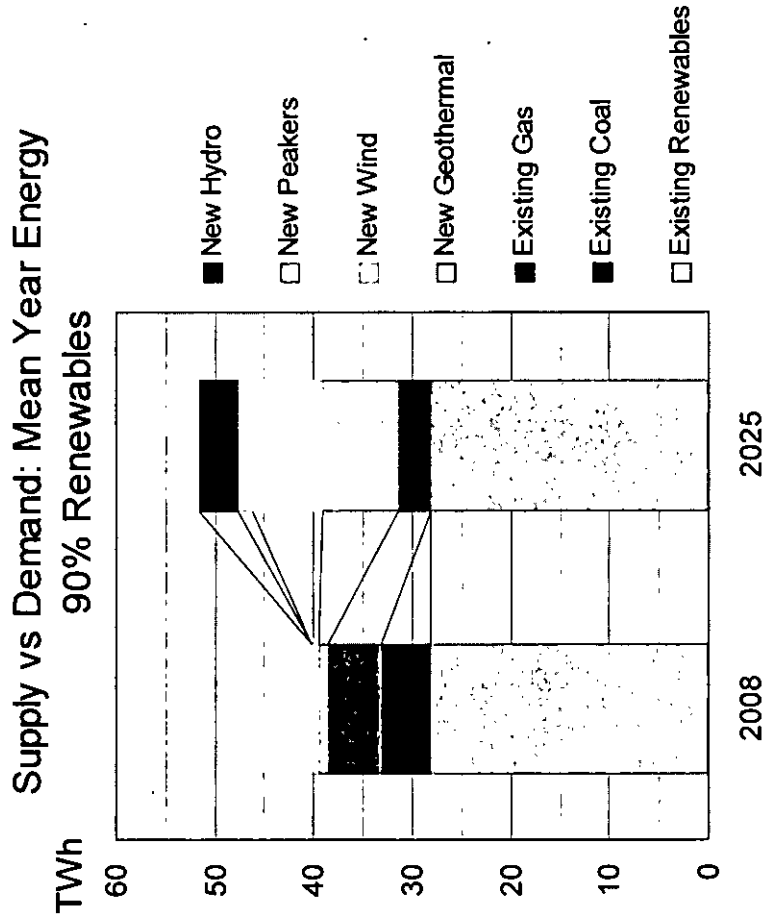 Supply vs Demand: Mean Year Energy
90% Renewables
TWh
60
50
40
30
20
10
0
2008
2025
New Hydro
New Peakers
New Wind
New Geothermal
Existing Gas
Existing Coal
Existing Renewables